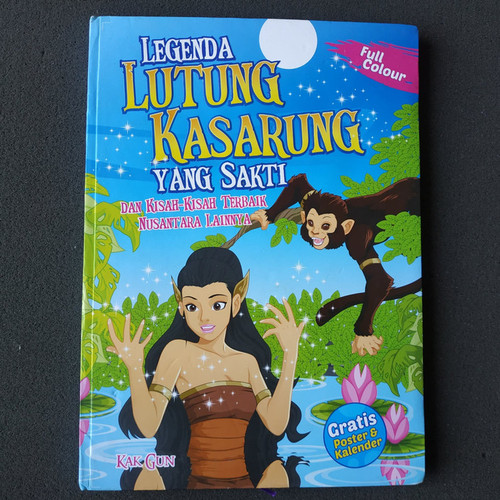 LEGENDA
LUTUNG
KASARUNG
YANG SAKTI
DAN KISAH-KISAH TERBAIK
NUSANTARA LAINNYA
Full
Colour
Gratis
Poster &
Kalender
KAK GUN